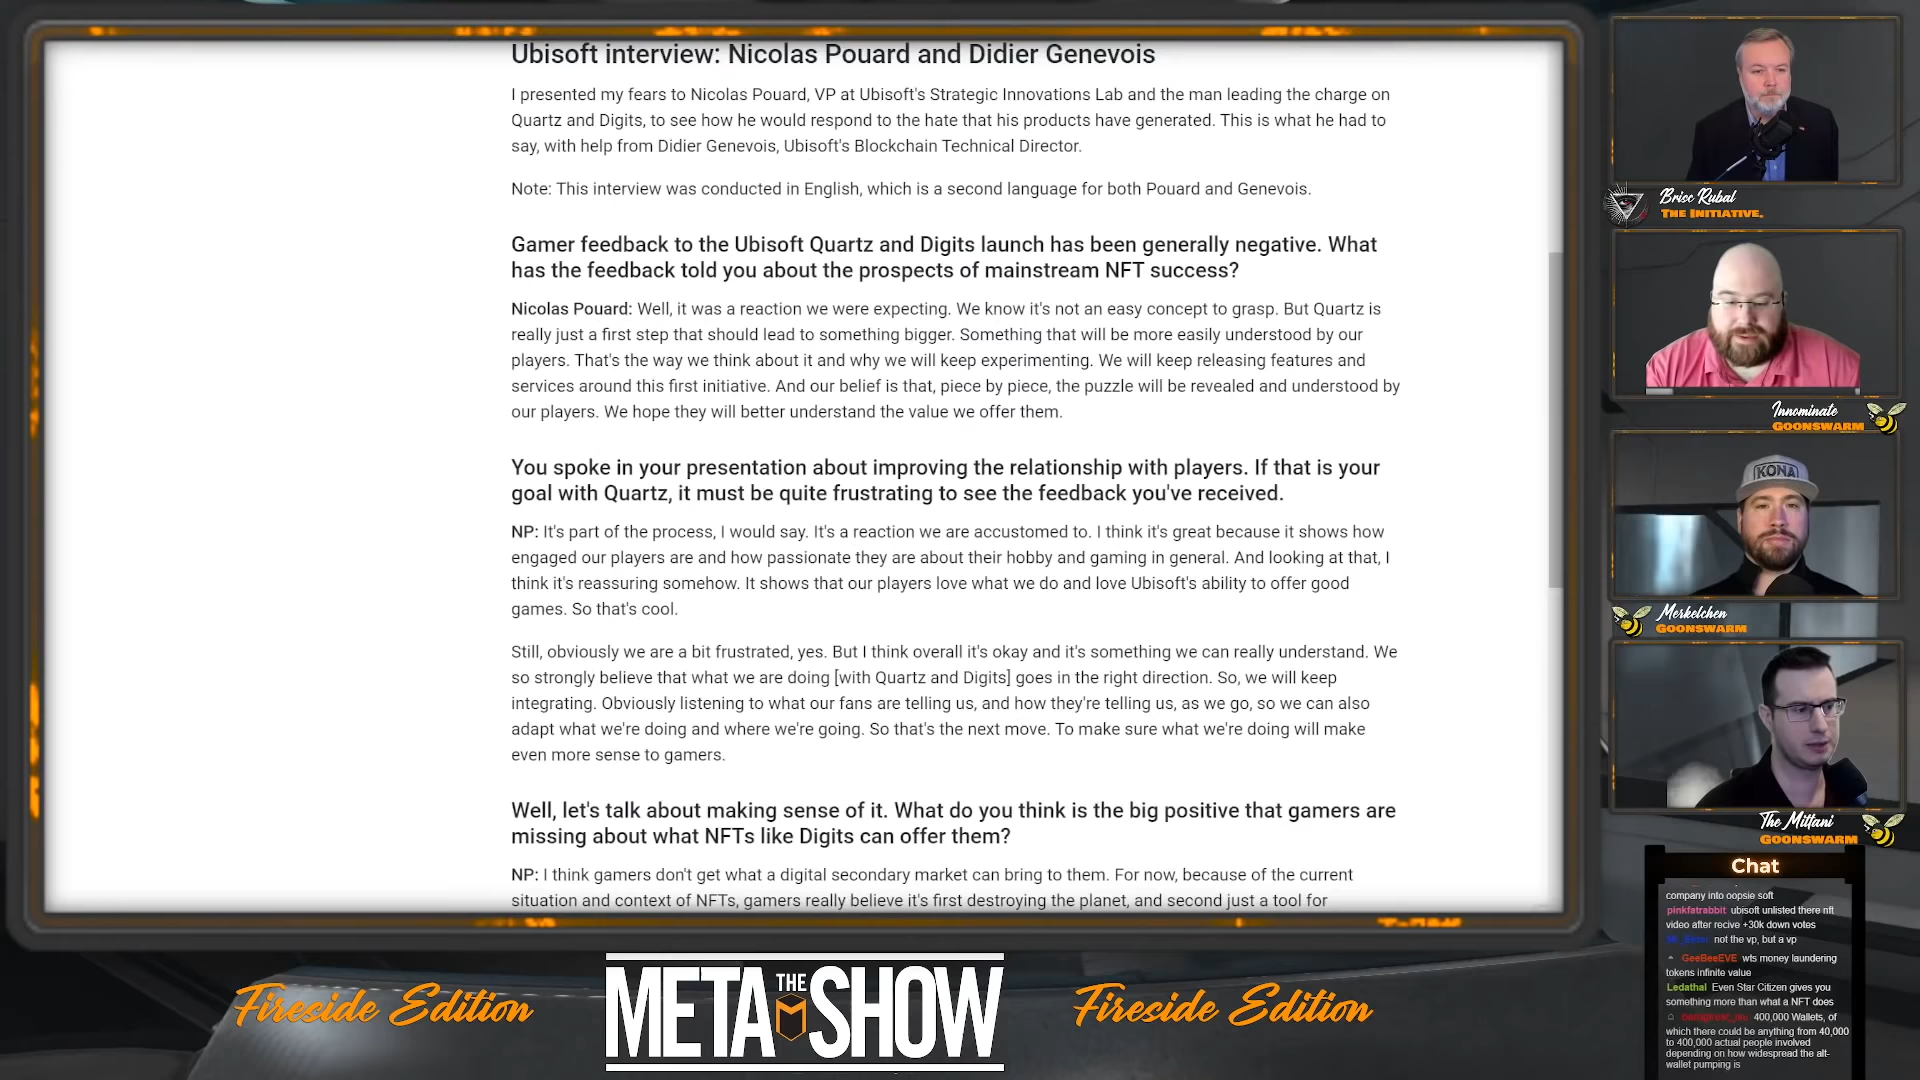 Ubisoft interview: Nicolas Pouard and Didier Genevois
I presented my fears to Nicolas Pouard, VP at Ubisoft's Strategic Innovations Lab and the man leading the charge on
Quartz and Digits, to see how he would respond to the hate that his products have generated. This is what he had to
say, with help from Didier Genevois, Ubisoft's Blockchain Technical Director.
Note: This interview was conducted in English, which is a second language for both Pouard and Genevois.
Gamer feedback to the Ubisoft Quartz and Digits launch has been generally negative. What
has the feedback told you about the prospects of mainstream NFT success?
Nicolas Pouard: Well, it was a reaction we were expecting. We know it's not an easy concept to grasp. But Quartz is
really just a first step that should lead to something bigger. Something that will be more easily understood by our
players. That's the way we think about it and why we will keep experimenting. We will keep releasing features and
services around this first initiative. And our belief is that, piece by piece, the puzzle will be revealed and understood by
our players. We hope they will better understand the value we offer them.
You spoke in your presentation about improving the relationship with players. If that is your
goal with Quartz, it must be quite frustrating to see the feedback you've received.
NP: It's part of the process, I would say. It's a reaction we are accustomed to. I think it's great because it shows how
engaged our players are and how passionate they are about their hobby and gaming in general. And looking at that, I
think it's reassuring somehow. It shows that our players love what we do and love Ubisoft's ability to offer good
games. So that's cool.
Still, obviously we are a bit frustrated, yes. But I think overall it's okay and it's something we can really understand. We
so strongly believe that what we are doing [with Quartz and Digits] goes in the right direction. So, we will keep
integrating. Obviously listening to what our fans are telling us, and how they're telling us, as we go, so we can also
adapt what we're doing and where we're going. So that's the next move. To make sure what we're doing will make
even more sense to gamers.
Well, let's talk about making sense of it. What do you think is the big positive that gamers are
missing about what NFTs like Digits can offer them?
NP: I think gamers don't get what a digital secondary market can bring to them. For now, because of the current
situation and context of NFTs, gamers really believe it's first destroying the planet, and second just a tool for
Brisc Rubal
THE INITIATIVE.
Innominate
GOONSWARM
KONA
Merkelchen
GOONSWARM
The Mittani
GOONSWARM
Chat
company into oopsie soft
pinkfatrabbit ubisoft unlisted there nft
video after recive +30k down votes
not the vp, but a vp
GeeBeeEVE wts money laundering
tokens infinite value
Ledathal Even Star Citizen gives you
something more than what a NFT does
400,000 Wallets, of
which there could be anything from 40,000
to 400,000 actual people involved
depending on how widespread the alt-
wallet pumping is
Fireside Edition
META THE SHOW
Fireside Edition